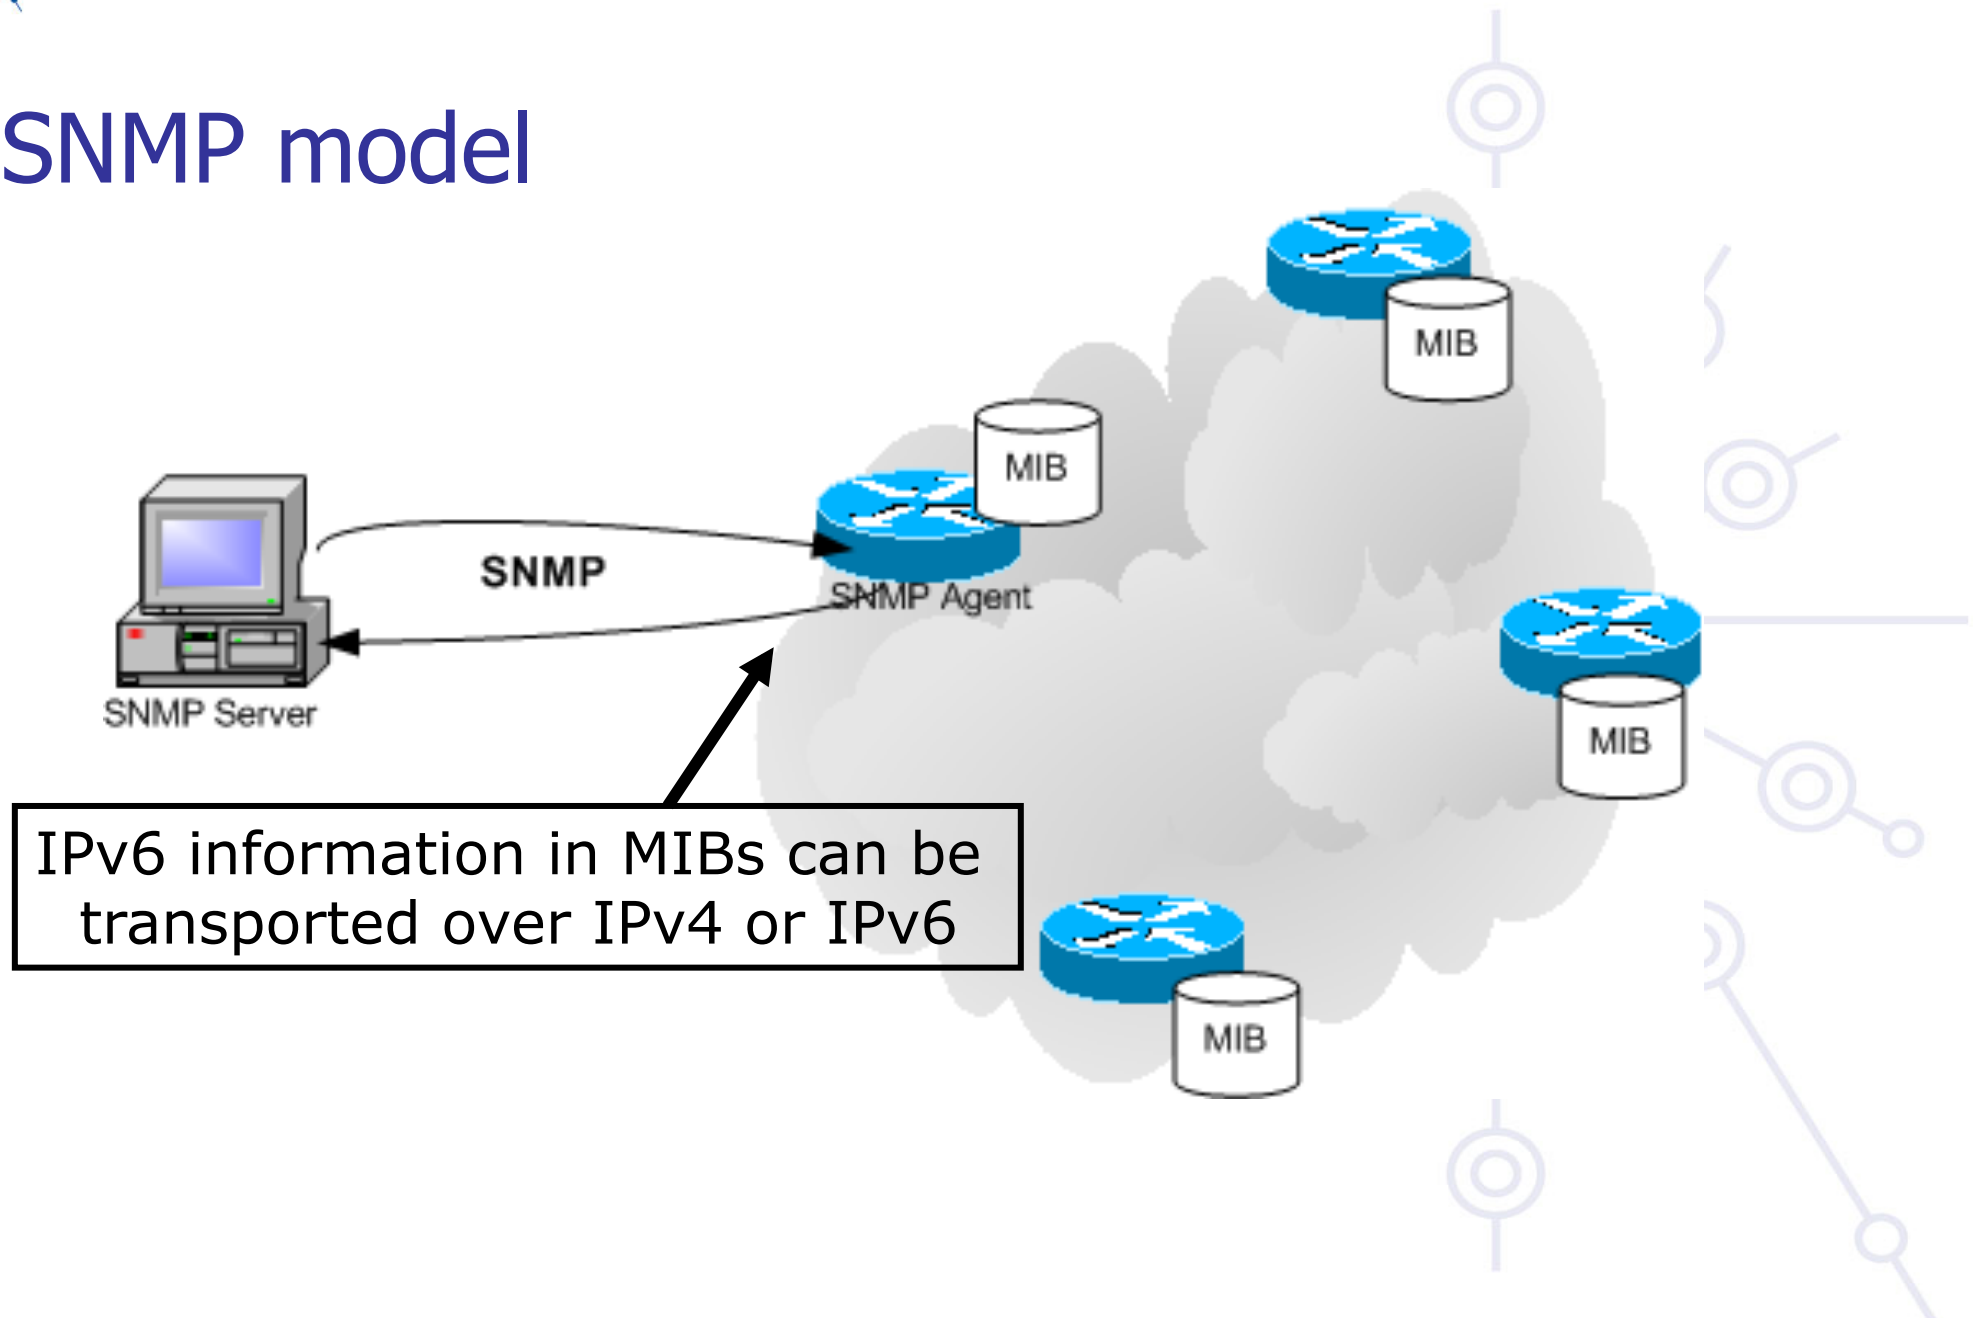 SNMP model
MIB
MIB
SNMP
SNMP Agent
SNMP Server
MIB
IPv6 information in MIBs can be
transported over IPv4 or IPv6
MIB